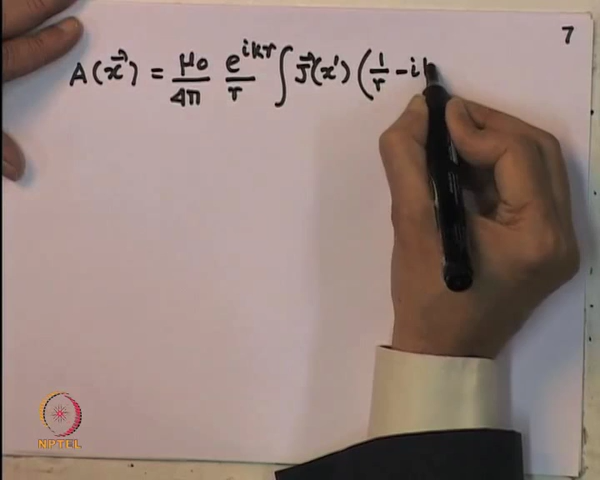 7
A(x⃗) = μ₀/4π e^{ikr}/r ∫ J⃗(x') (1/r - i
NPTEL